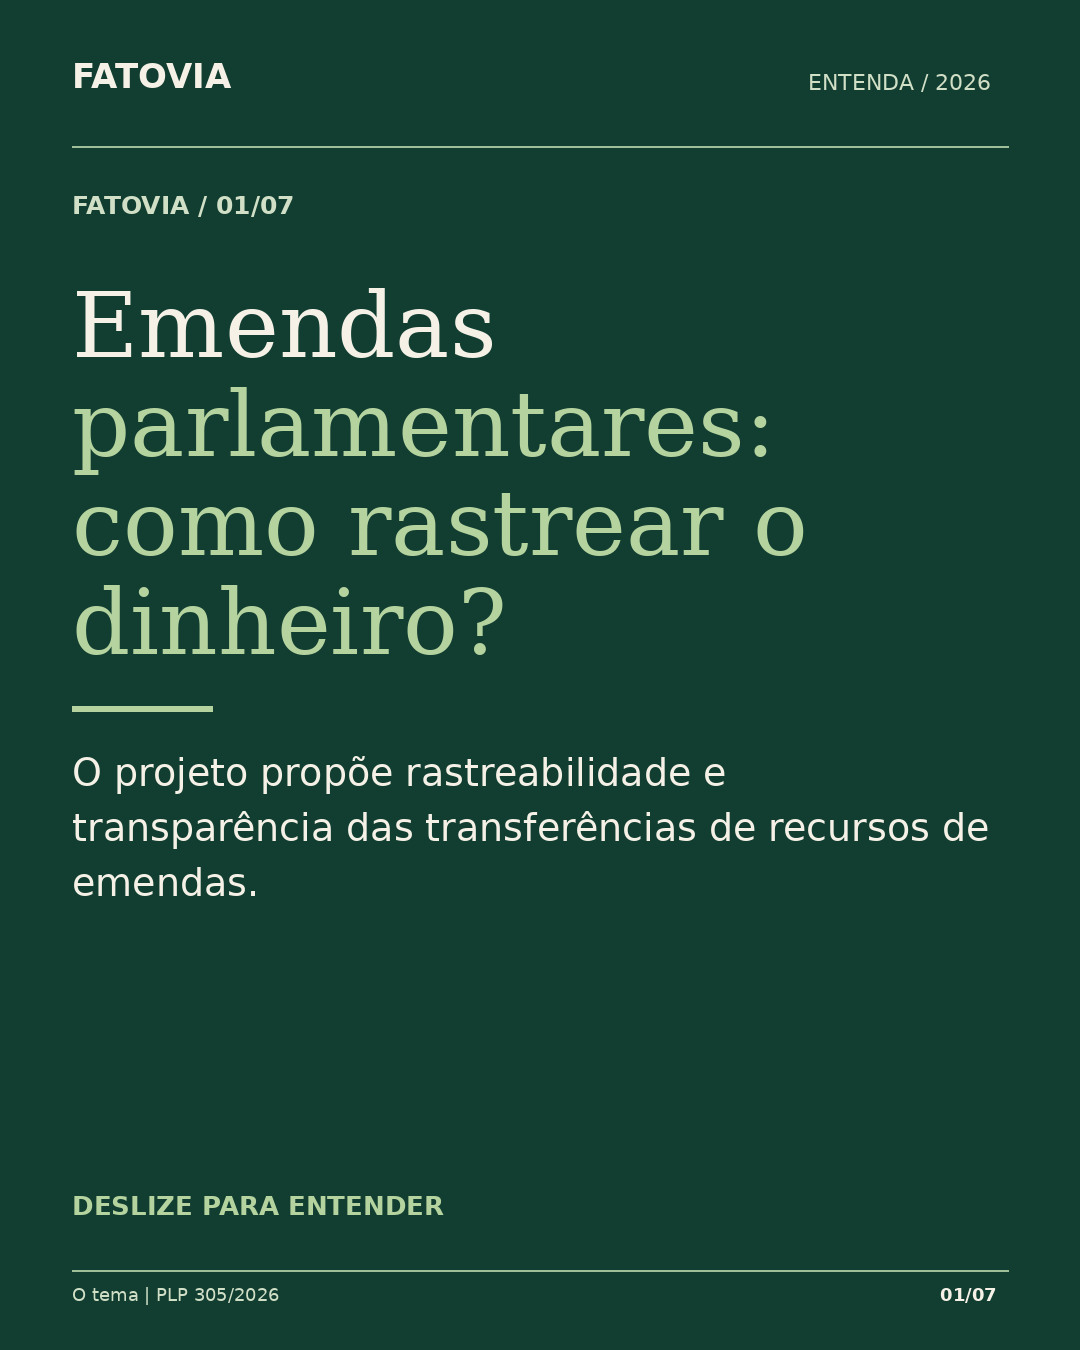 FATOVIA
ENTENDA / 2026
FATOVIA / 01/07
Emendas
parlamentares:
como rastrear o
dinheiro?
O projeto propõe rastreabilidade e
transparência das transferências de recursos de
emendas.
DESLIZE PARA ENTENDER
O tema | PLP 305/2026
01/07